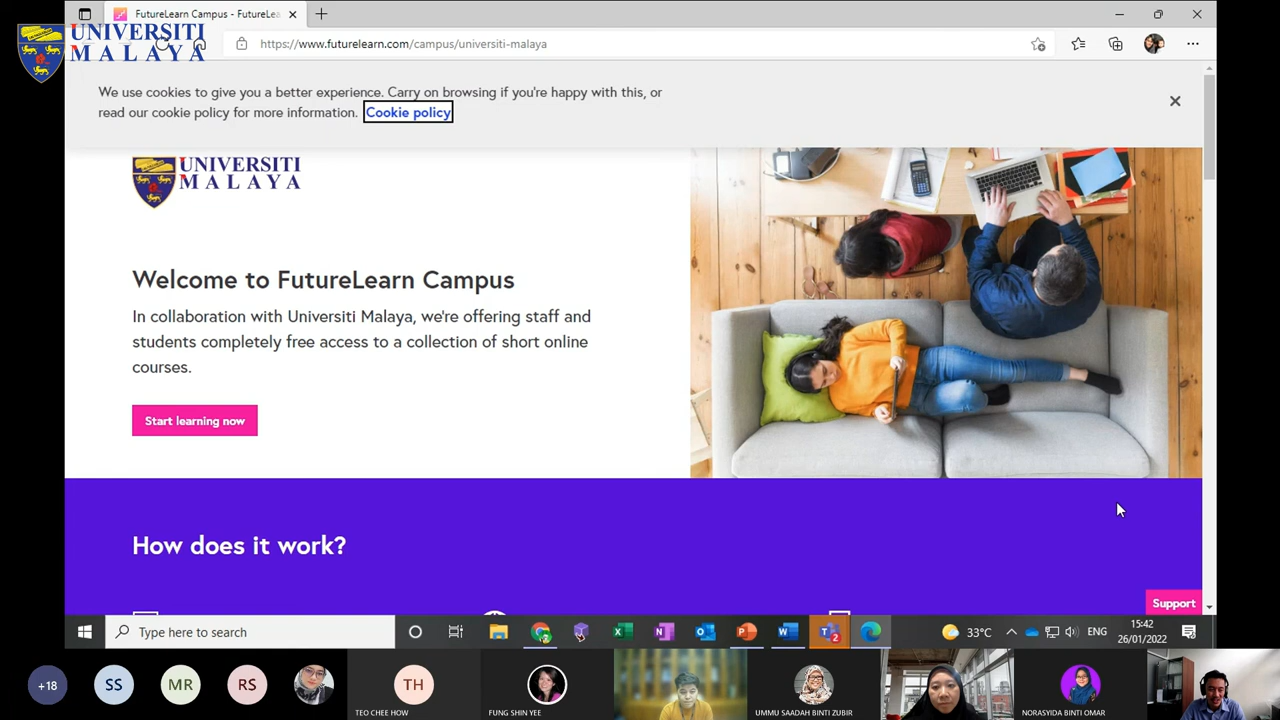 FutureLearn Campus - FutureLea
UNIVERSITI
MALAYA
https://www.futurelearn.com/campus/universiti-malaya
We use cookies to give you a better experience. Carry on browsing if you're happy with this, or
read our cookie policy for more information. Cookie policy
UNIVERSITI
MALAYA
Welcome to FutureLearn Campus
In collaboration with Universiti Malaya, we're offering staff and
students completely free access to a collection of short online
courses.
Start learning now
How does it work?
Support
Type here to search
33°C
ENG
15:42
26/01/2022
+18
SS
MR
RS
TH
TEO CHEE HOW
FUNG SHIN YEE
UMMU SAADAH BINTI ZUBIR
NORASYIDA BINTI OMAR